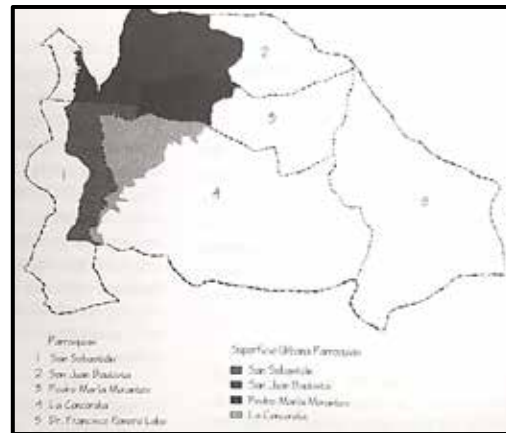 2
3
1
4
5
Parroquias
1 San Sebastián
2 San Juan Bautista
3 Pedro María Morantes
4 La Concordia
5 Dr. Francisco Romero Lobo
Superficie Urbana Parroquias
San Sebastián
San Juan Bautista
Pedro María Morantes
La Concordia